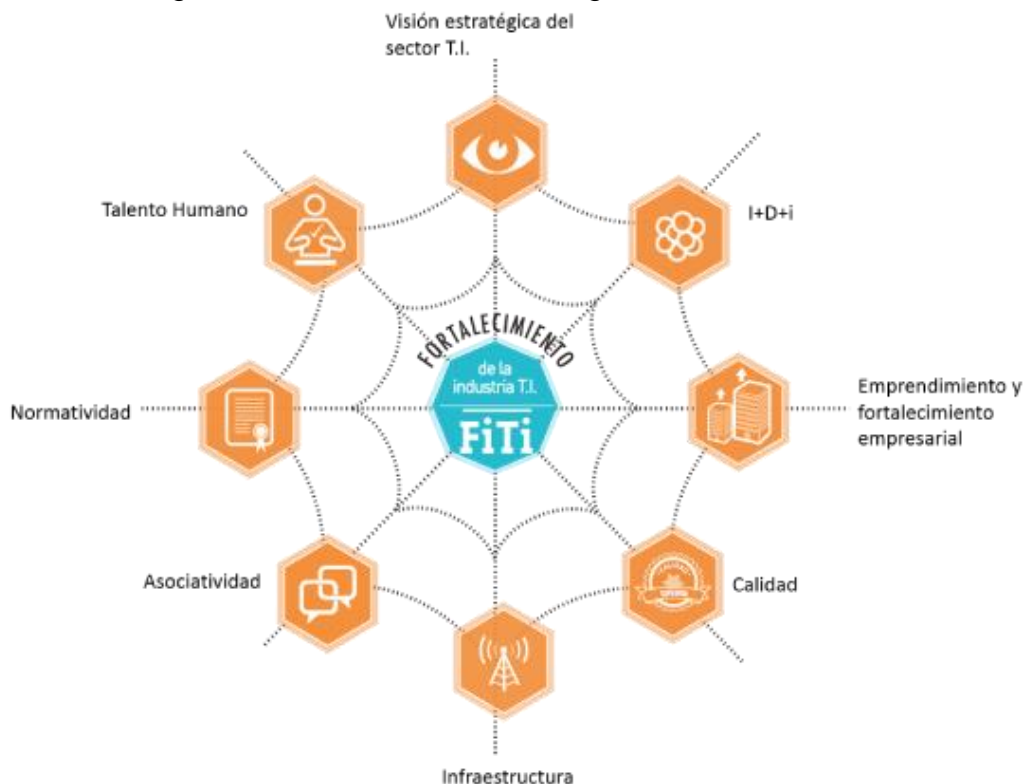 Visión estratégica del
sector T.I.
Talento Humano
I+D+i
FORTALECIMIENTO
de la
industria T.I.
FiTi
Normatividad
Emprendimiento y
fortalecimiento
empresarial
Asociatividad
Calidad
Infraestructura